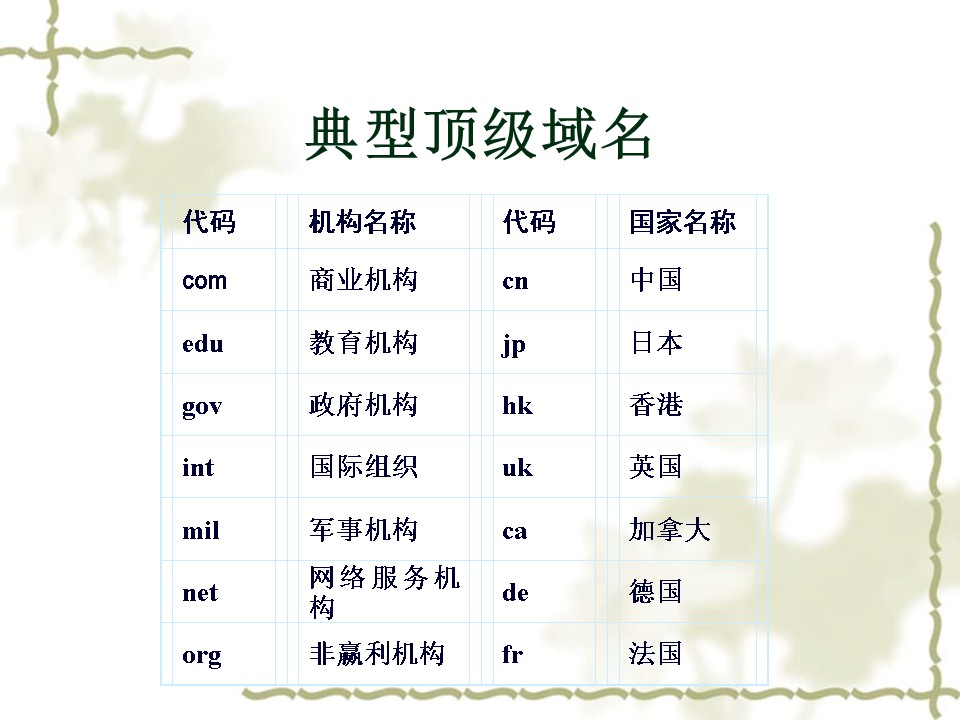 典型顶级域名
代码 机构名称 代码 国家名称
com 商业机构 cn 中国
edu 教育机构 jp 日本
gov 政府机构 hk 香港
int 国际组织 uk 英国
mil 军事机构 ca 加拿大
net 网络服务机
构 de 德国
org 非赢利机构 fr 法国